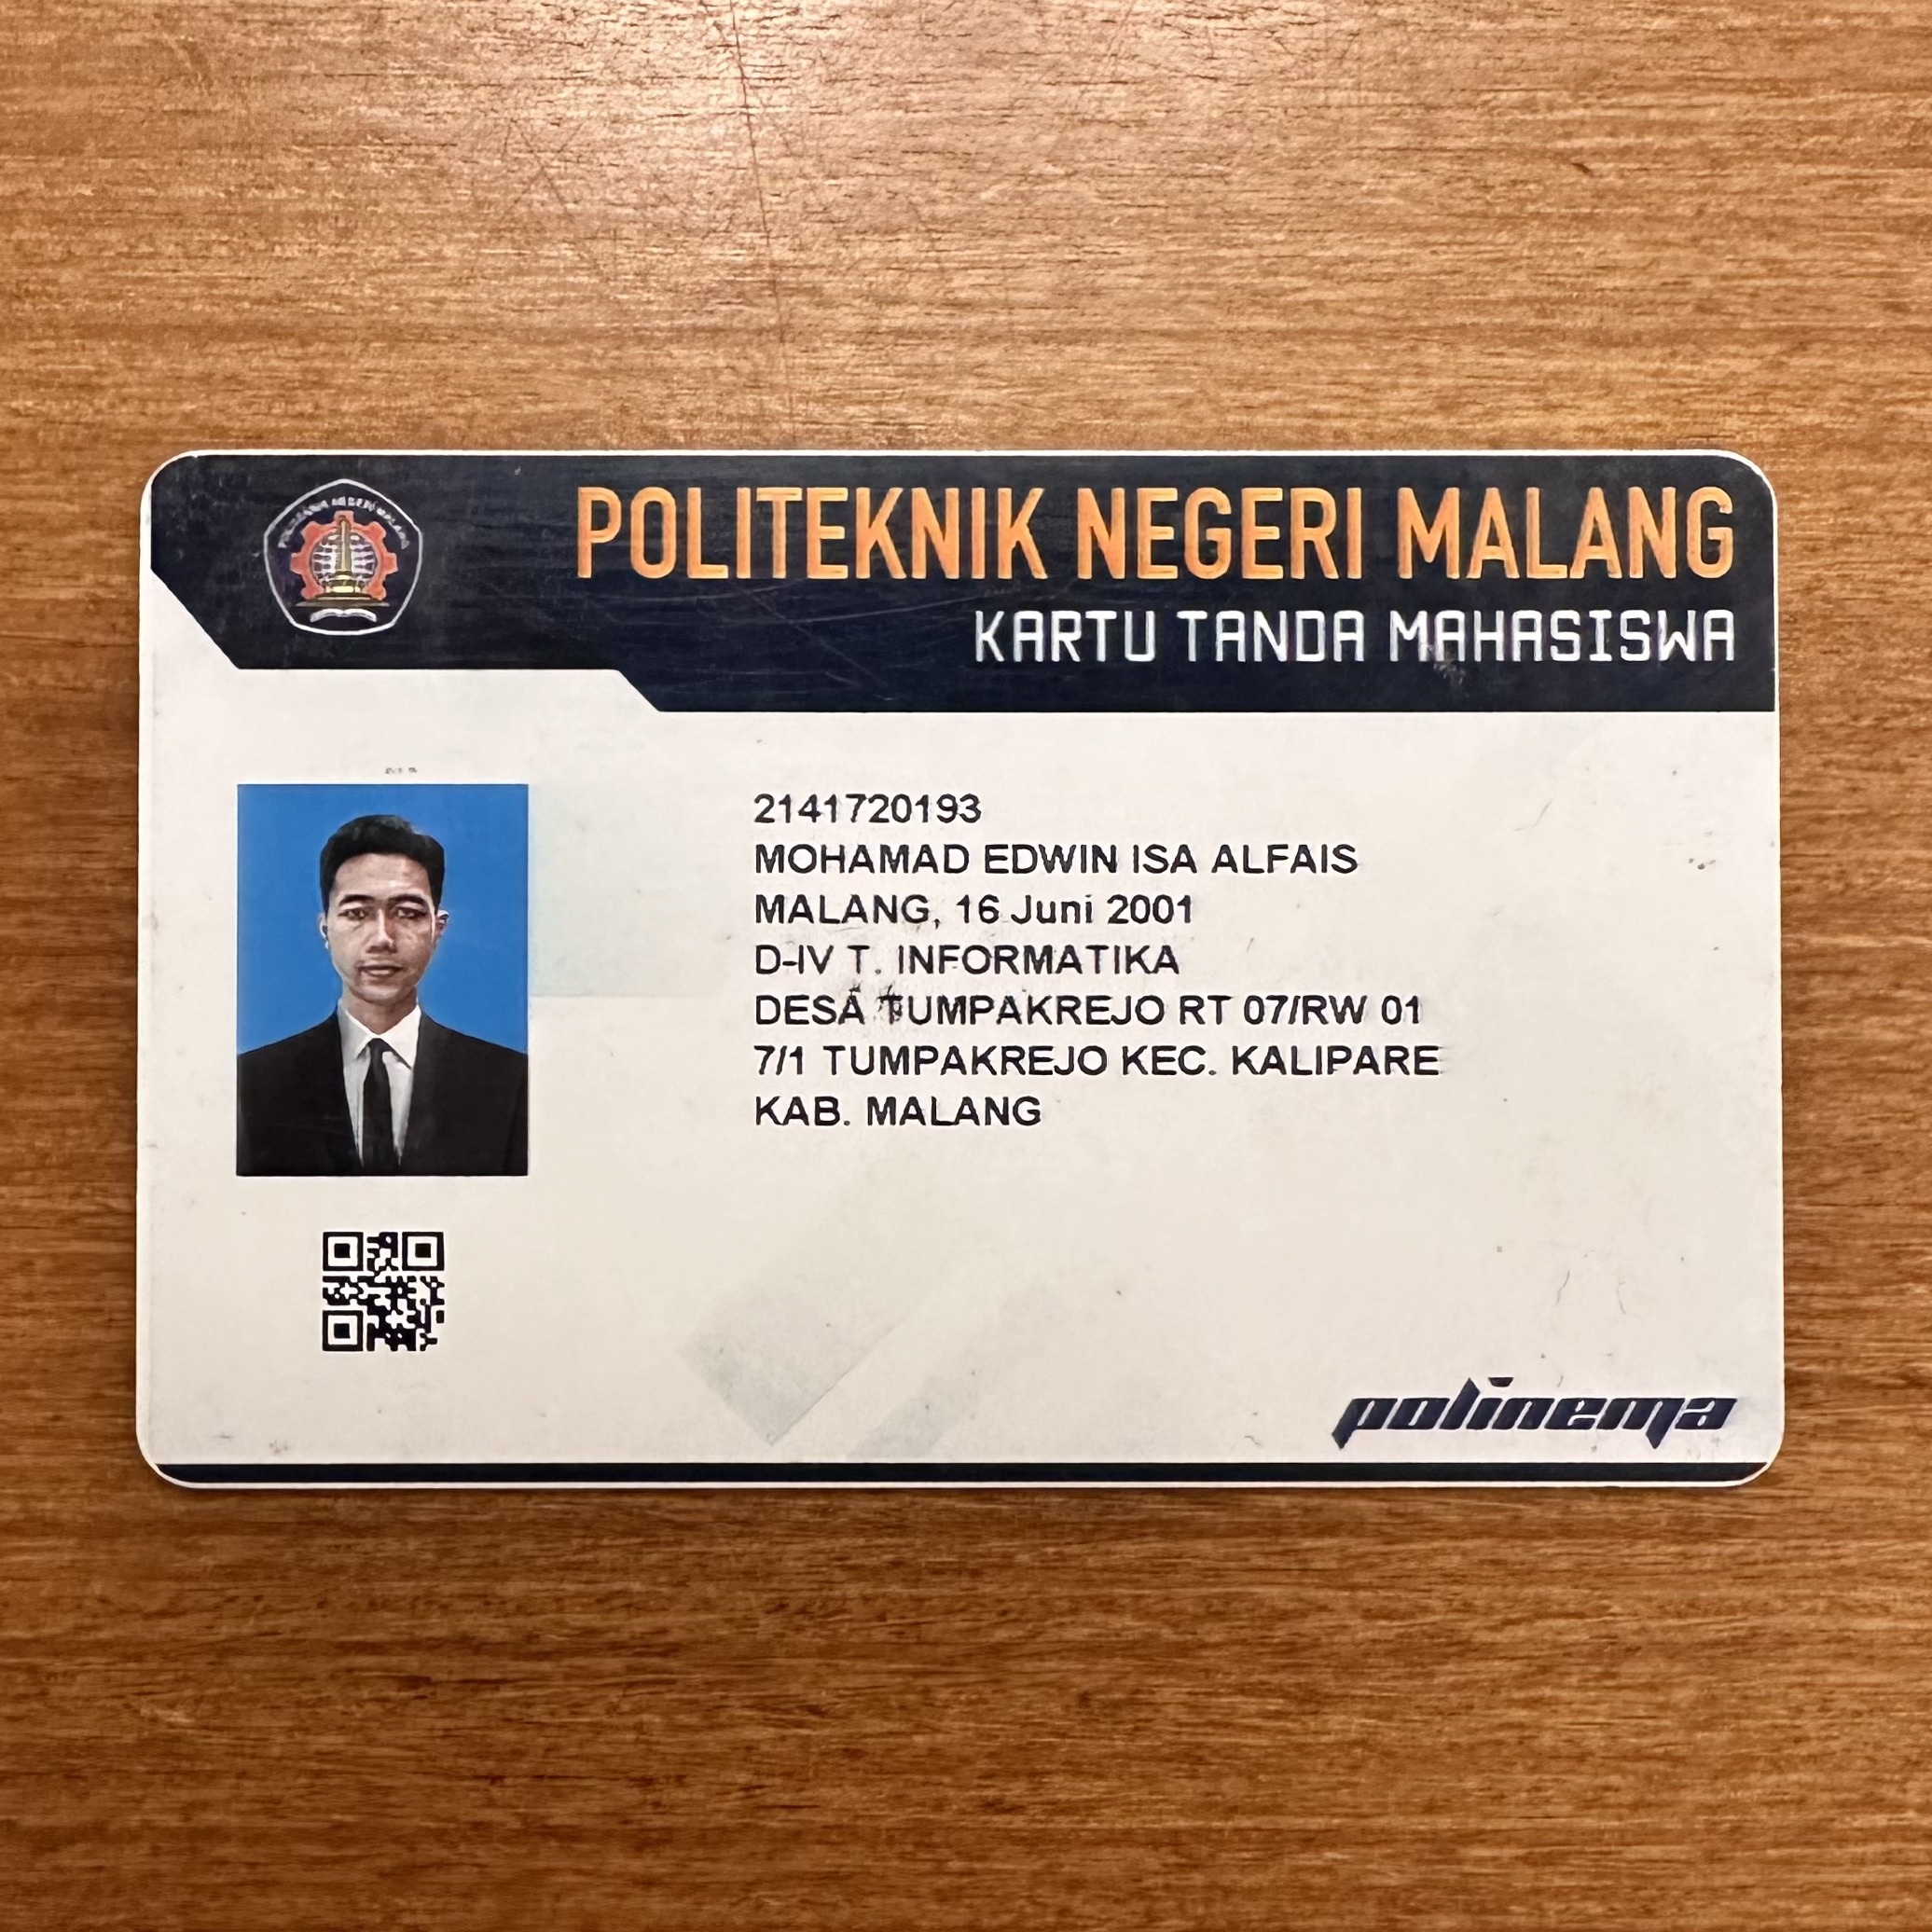 POLITEKNIK NEGERI MALANG
KARTU TANDA MAHASISWA
2141720193
MOHAMAD EDWIN ISA ALFAIS
MALANG, 16 Juni 2001
D-IV T. INFORMATIKA
DESA TUMPAKREJO RT 07/RW 01
7/1 TUMPAKREJO KEC. KALIPARE
KAB. MALANG
polinema